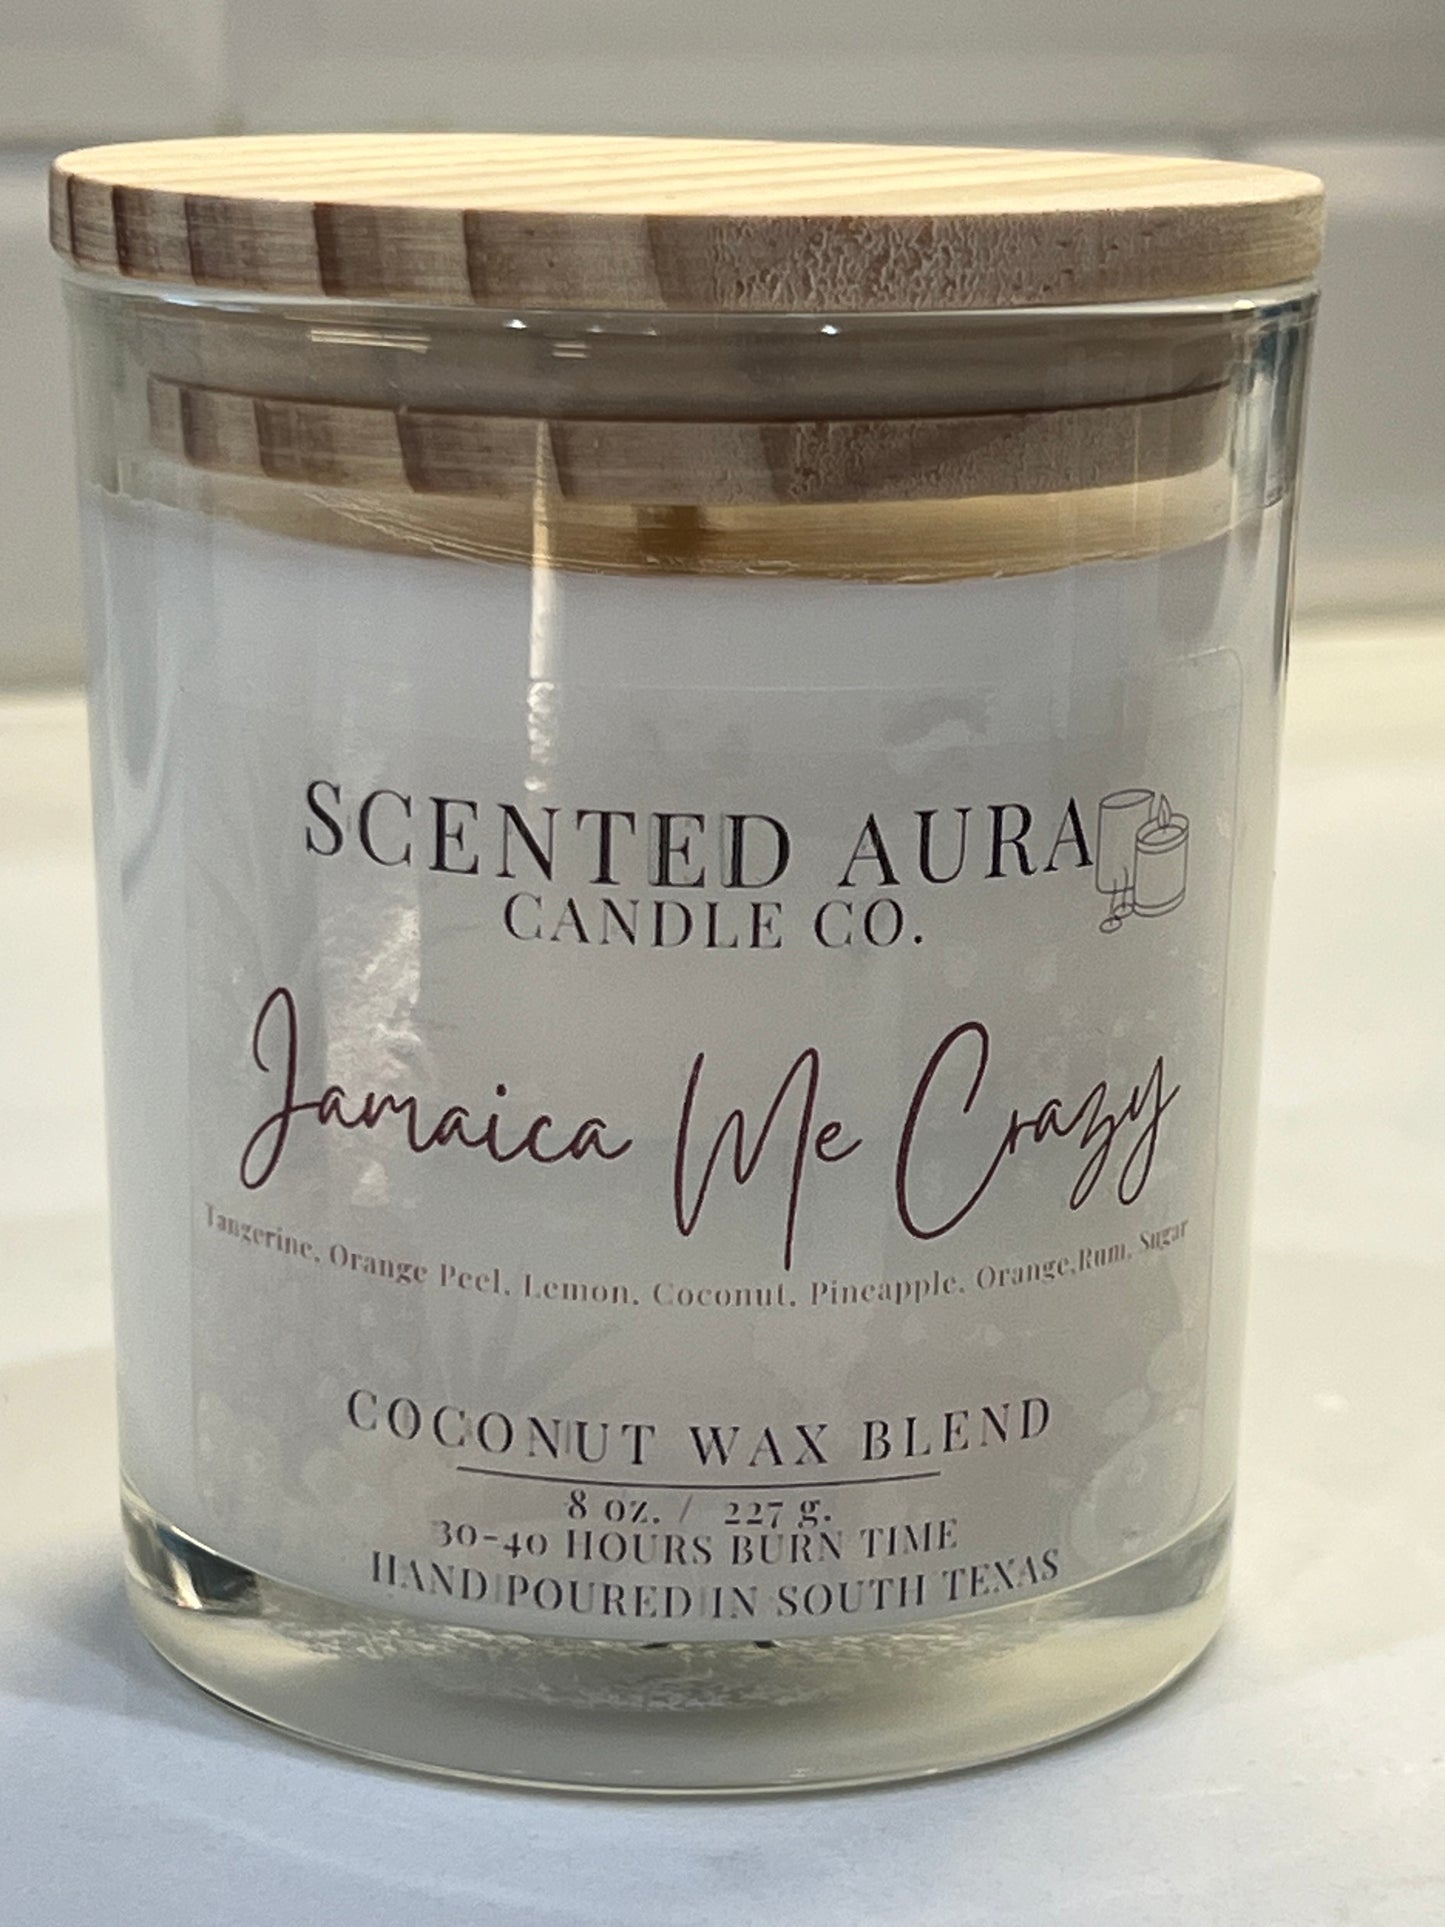 SCENTED AURA
CANDLE CO.
Jamaica Me Crazy
Tangerine, Orange Peel, Lemon, Coconut, Pineapple, Orange,Rum, Sugar
COCONUT WAX BLEND
8 oz. / 227 g.
30-40 HOURS BURN TIME
HAND POURED IN SOUTH TEXAS